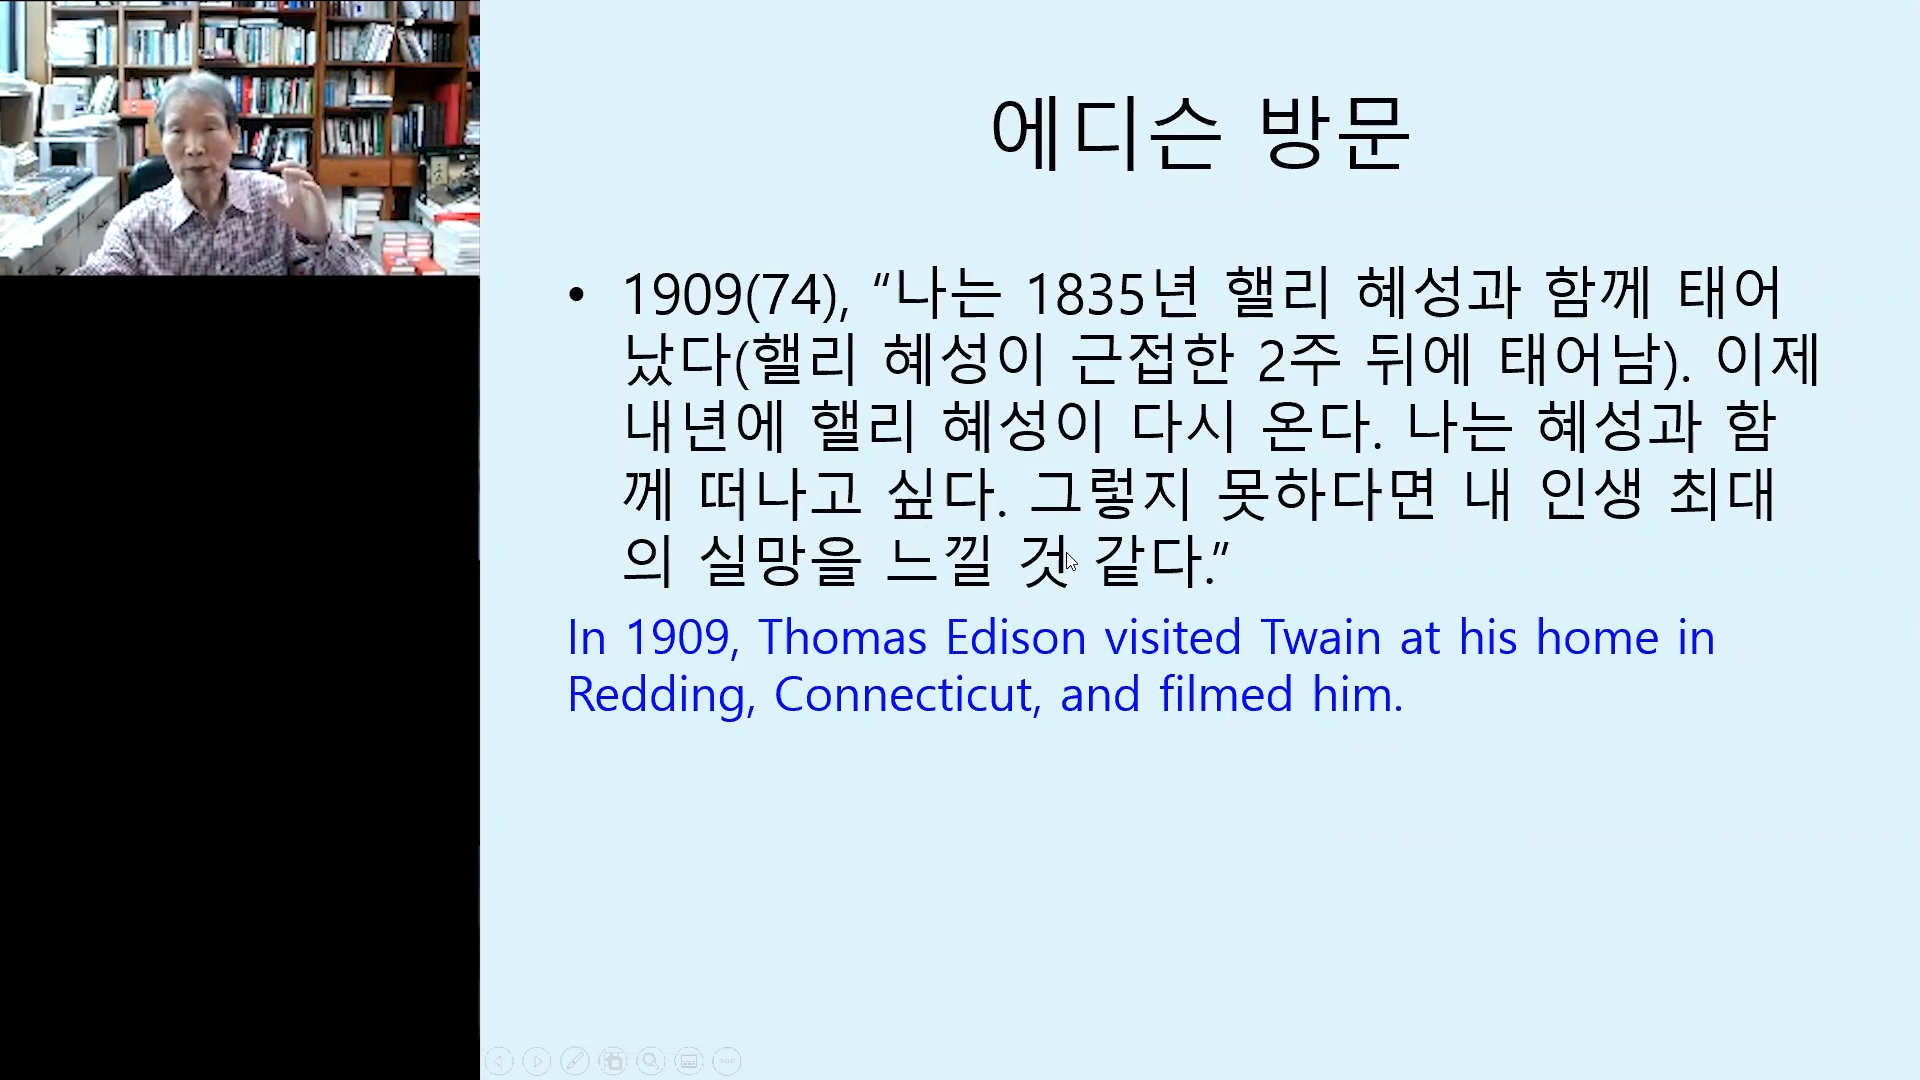 에디슨 방문
• 1909(74), “나는 1835년 핼리 혜성과 함께 태어
났다(핼리 혜성이 근접한 2주 뒤에 태어남). 이제
내년에 핼리 혜성이 다시 온다. 나는 혜성과 함
께 떠나고 싶다. 그렇지 못하다면 내 인생 최대
의 실망을 느낄 것 같다.”
In 1909, Thomas Edison visited Twain at his home in
Redding, Connecticut, and filmed him.